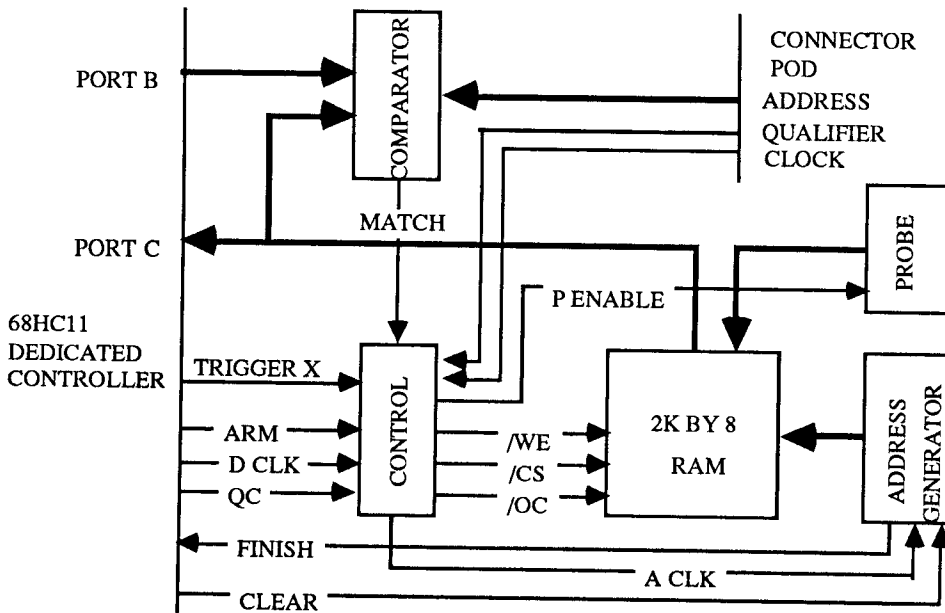 PORT B
COMPARATOR
CONNECTOR
POD
ADDRESS
QUALIFIER
CLOCK
MATCH
PORT C
PROBE
P ENABLE
68HC11
DEDICATED
CONTROLLER
TRIGGER X
ARM
D CLK
QC
CONTROL
/WE
/CS
/OC
2K BY 8
RAM
ADDRESS
GENERATOR
FINISH
A CLK
CLEAR